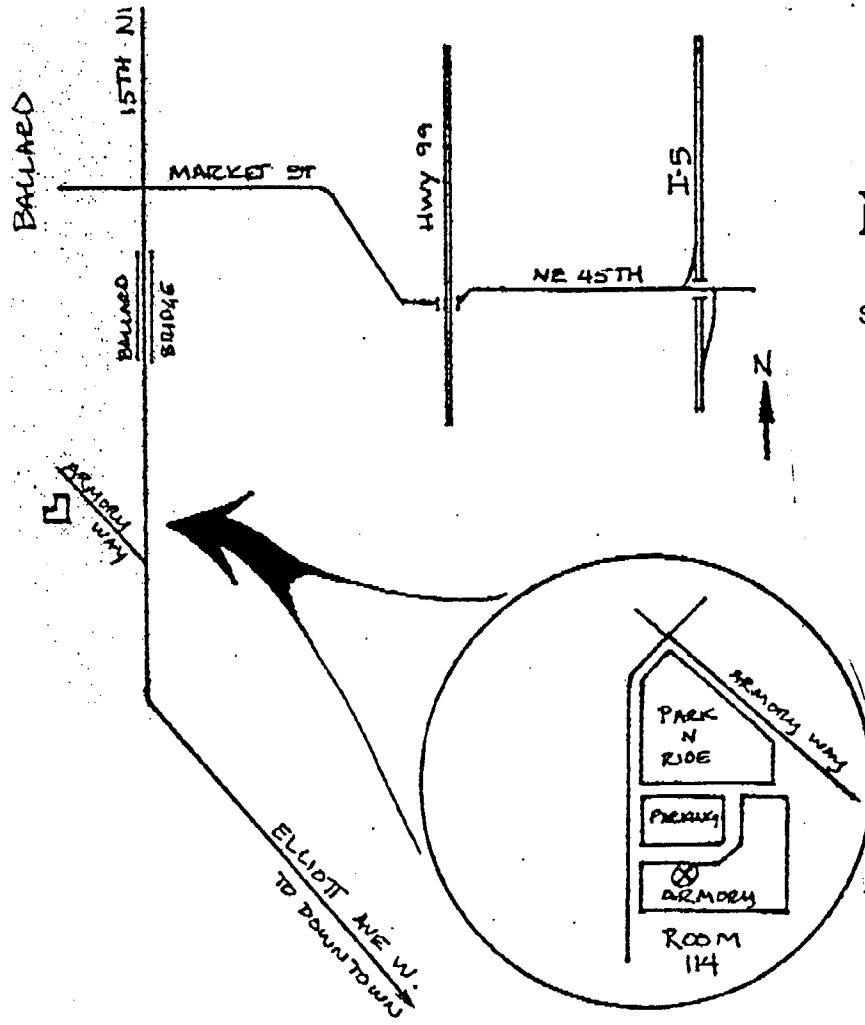 15TH NW
BALLARD
MARKET ST
Hwy 99
I-5
NE 45TH
BALLARD
BRIDGE
N
ARMORY
WAY
ARMORY WAY
PARK
N
RIDE
PARKING
ARMORY
ROOM
114
ELLIOTT AVE W.
TO DOWNTOWN